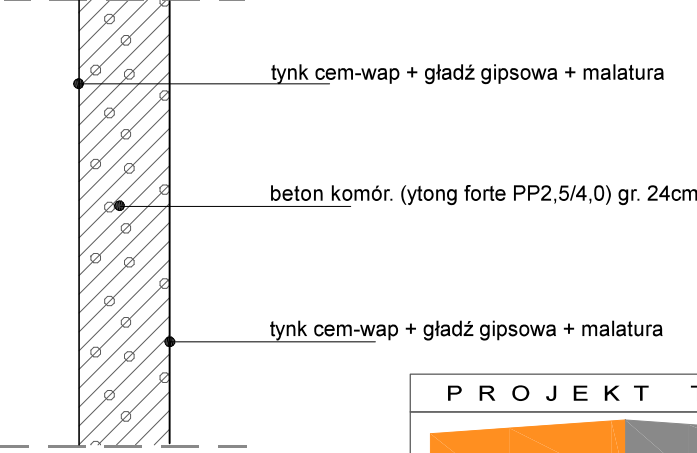 tynk cem-wap + gładź gipsowa + malatura
beton komór. (ytong forte PP2,5/4,0) gr. 24cm
tynk cem-wap + gładź gipsowa + malatura
PROJEKT